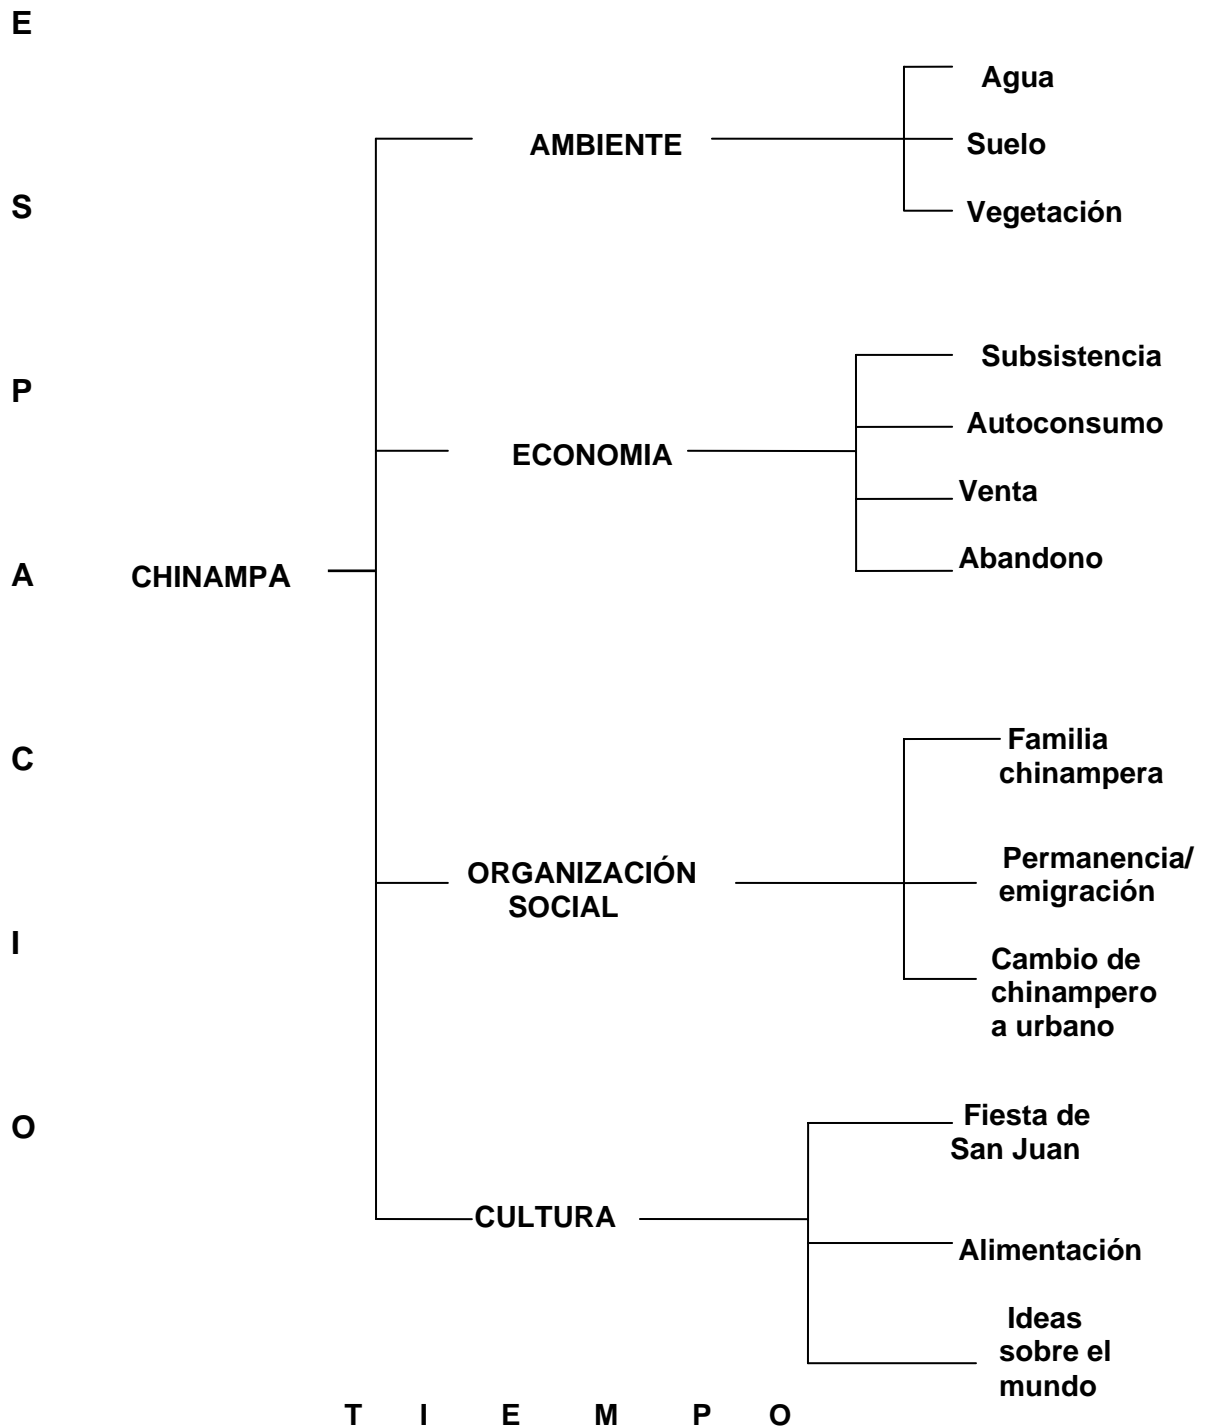 E
S
P
A
C
I
O
CHINAMPA
AMBIENTE
Agua
Suelo
Vegetación
ECONOMIA
Subsistencia
Autoconsumo
Venta
Abandono
ORGANIZACIÓN
SOCIAL
Familia
chinampera
Permanencia/
emigración
Cambio de
chinampero
a urbano
CULTURA
Fiesta de
San Juan
Alimentación
Ideas
sobre el
mundo
T I E M P O